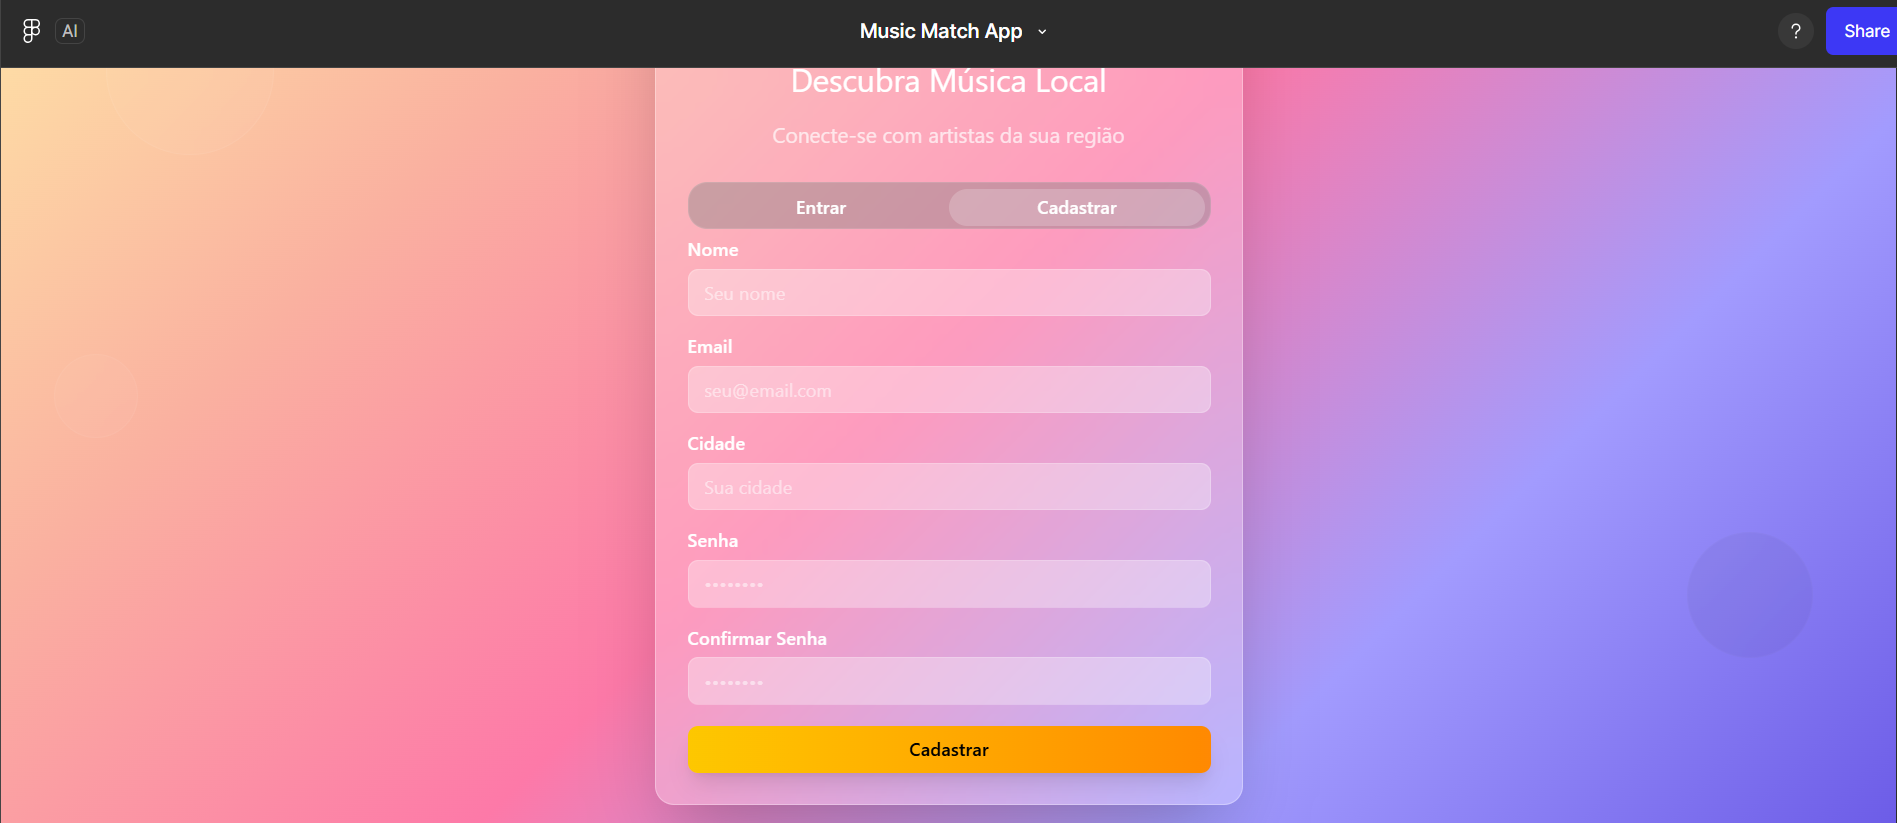 AI
Music Match App
?
Share
Descubra Música Local
Conecte-se com artistas da sua região
Entrar
Cadastrar
Nome
Seu nome
Email
seu@email.com
Cidade
Sua cidade
Senha
••••••••
Confirmar Senha
••••••••
Cadastrar